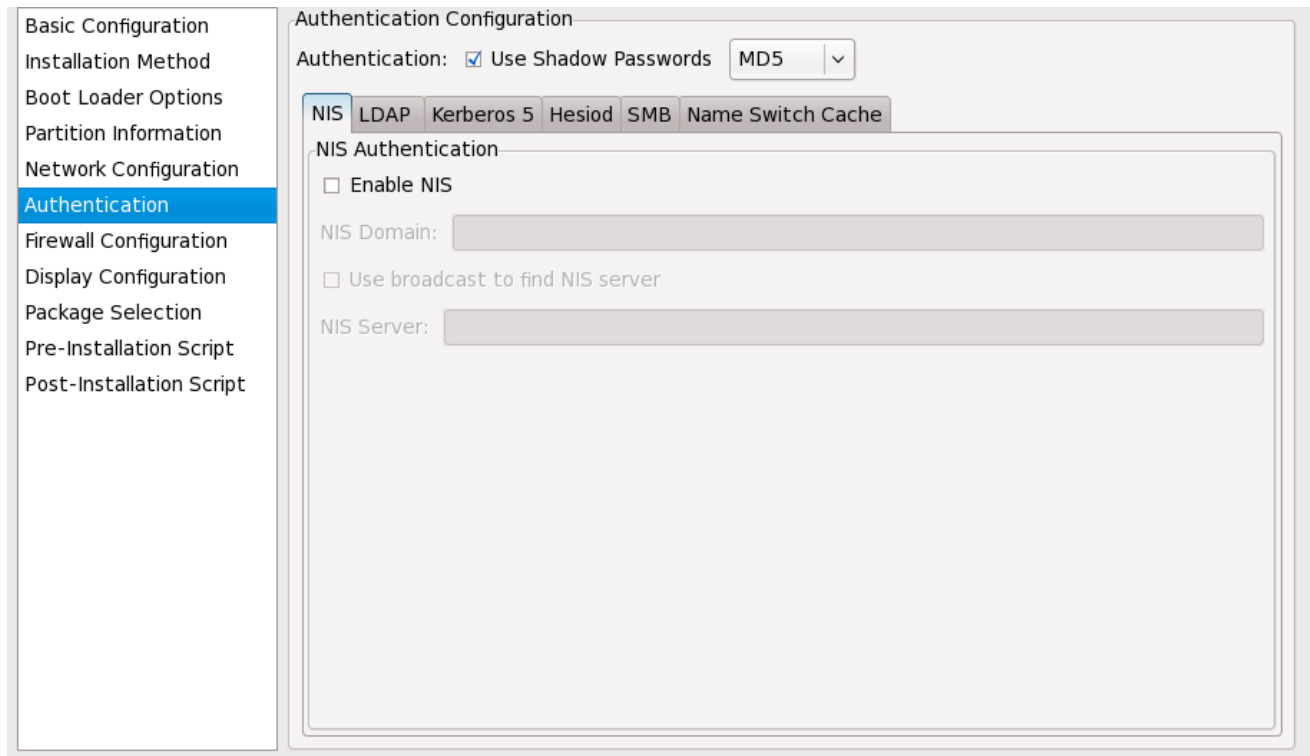 Basic Configuration
Installation Method
Boot Loader Options
Partition Information
Network Configuration
Authentication
Firewall Configuration
Display Configuration
Package Selection
Pre-Installation Script
Post-Installation Script
Authentication Configuration
Authentication: Use Shadow Passwords MD5
NIS LDAP Kerberos 5 Hesiod SMB Name Switch Cache
NIS Authentication
Enable NIS
NIS Domain:
Use broadcast to find NIS server
NIS Server: